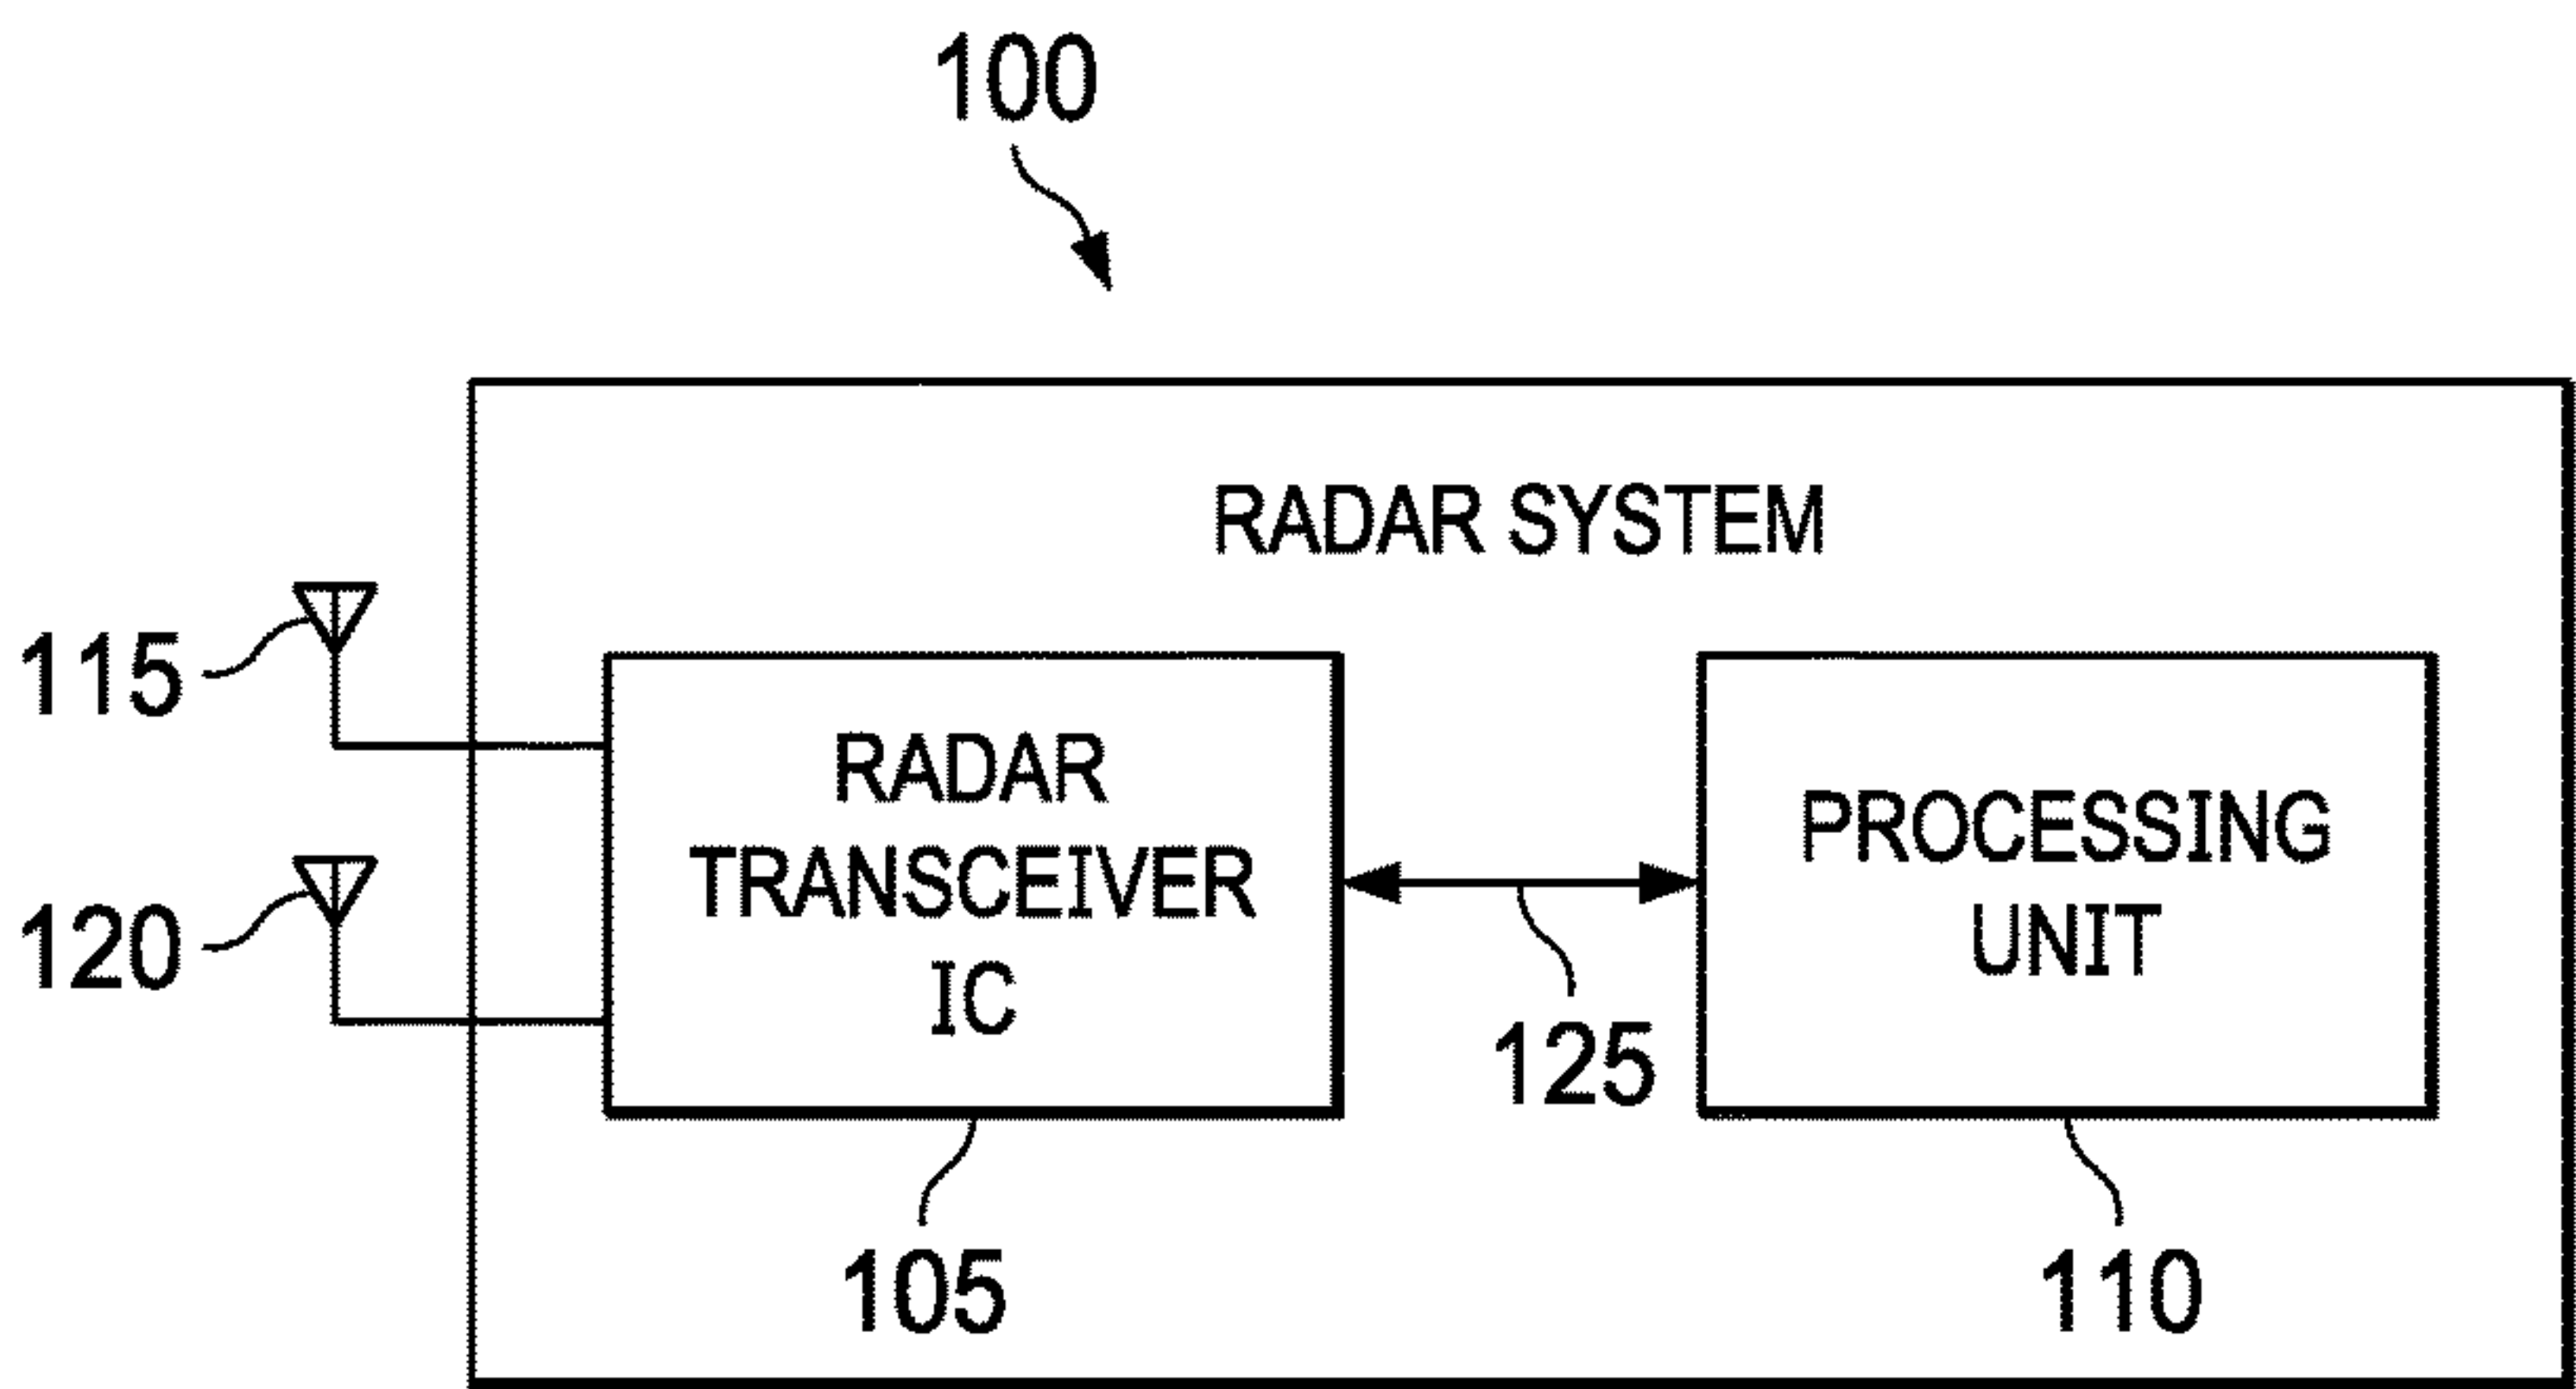 100
RADAR SYSTEM
115
RADAR
TRANSCEIVER
IC
PROCESSING
UNIT
120
125
105
110